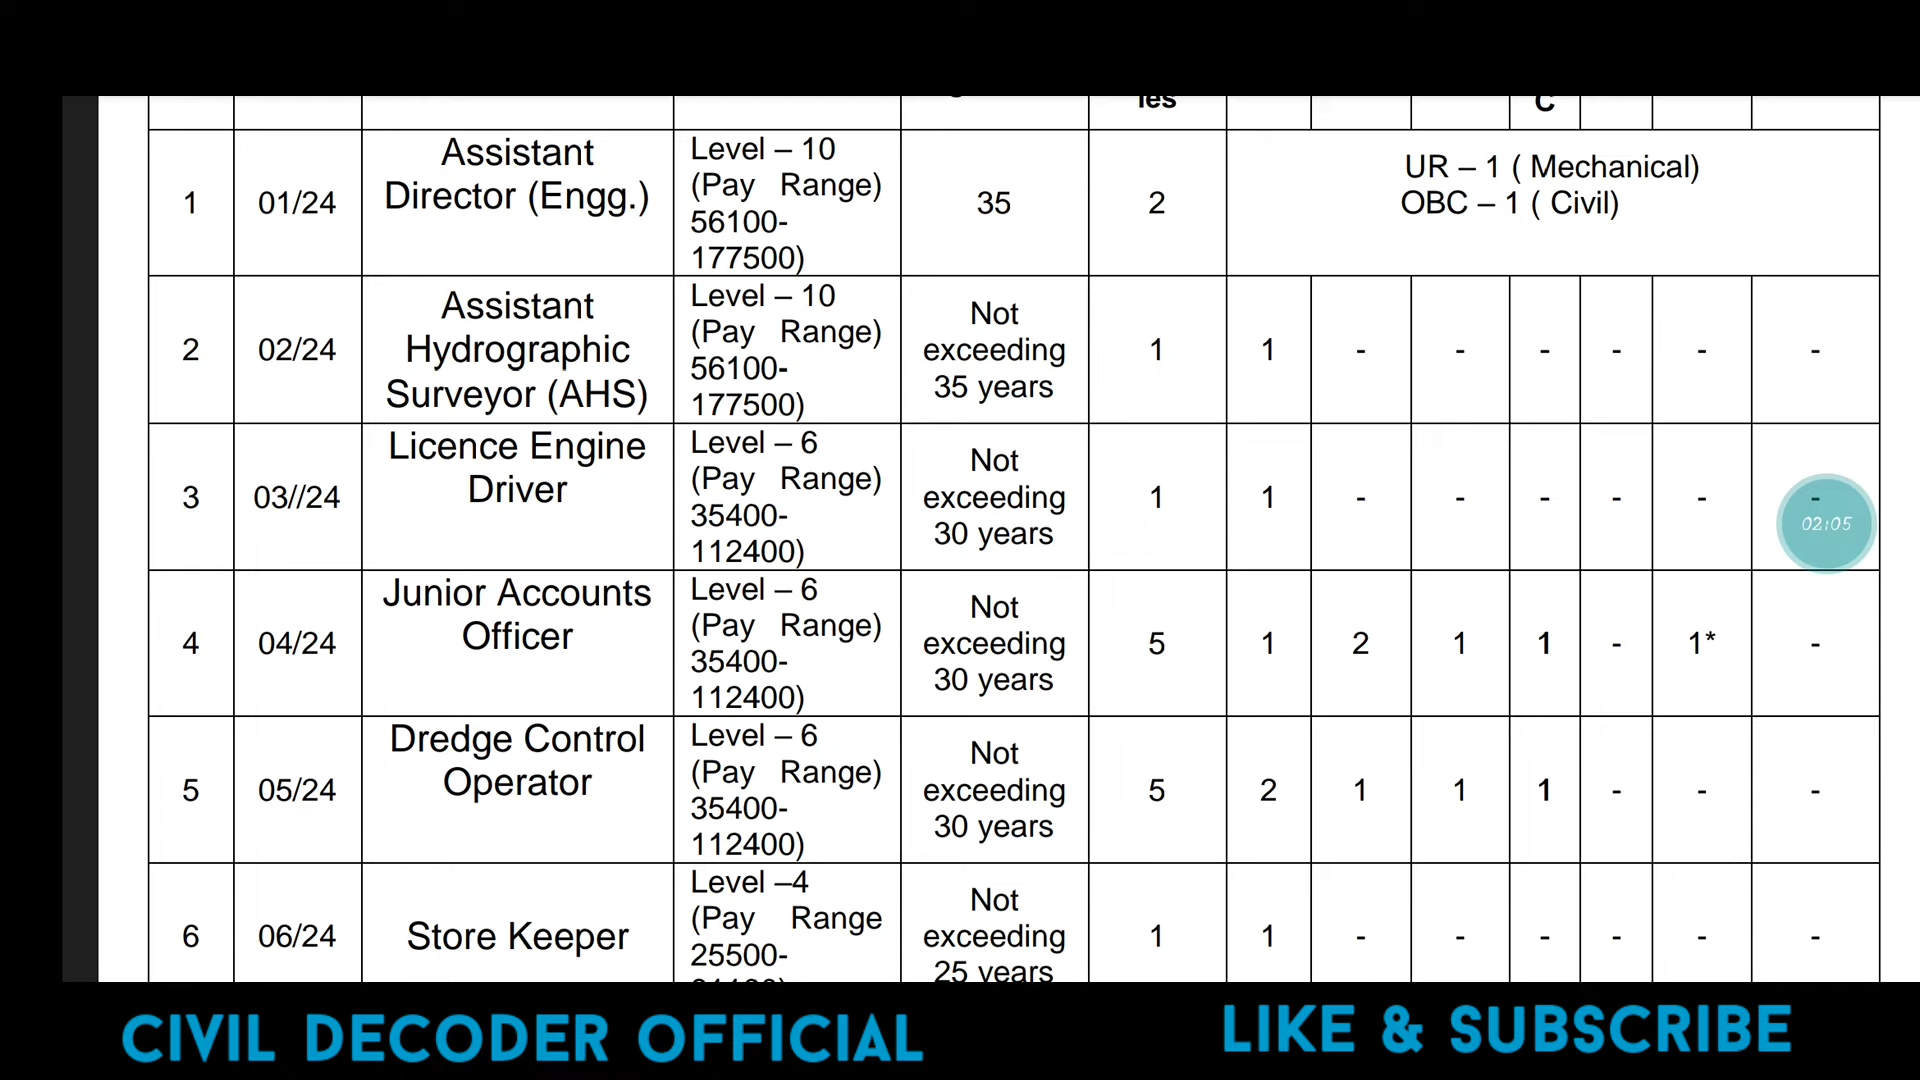 ies
C
1 01/24 Assistant Director (Engg.) Level – 10 (Pay Range) 56100-177500) 35 2 UR – 1 ( Mechanical) OBC – 1 ( Civil)
2 02/24 Assistant Hydrographic Surveyor (AHS) Level – 10 (Pay Range) 56100-177500) Not exceeding 35 years 1 1 - - - - - -
3 03//24 Licence Engine Driver Level – 6 (Pay Range) 35400-112400) Not exceeding 30 years 1 1 - - - - - -
02:05
4 04/24 Junior Accounts Officer Level – 6 (Pay Range) 35400-112400) Not exceeding 30 years 5 1 2 1 1 - 1* -
5 05/24 Dredge Control Operator Level – 6 (Pay Range) 35400-112400) Not exceeding 30 years 5 2 1 1 1 - - -
6 06/24 Store Keeper Level –4 (Pay Range 25500- Not exceeding 25 years 1 1 - - - - - -
CIVIL DECODER OFFICIAL
LIKE & SUBSCRIBE